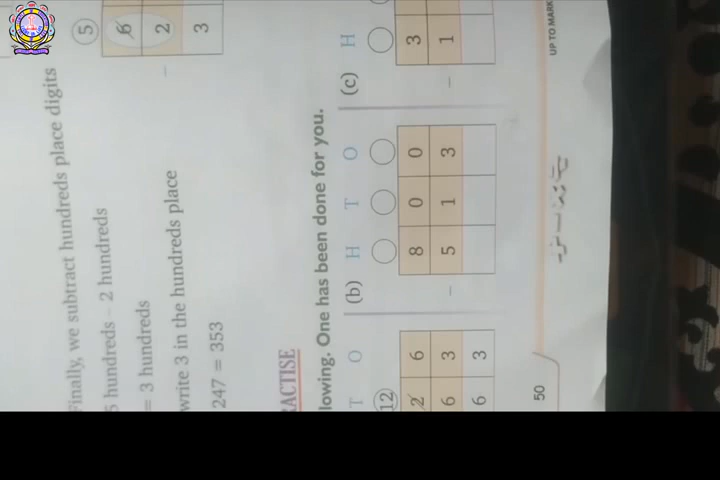 Finally, we subtract hundreds place digits
5 hundreds - 2 hundreds
= 3 hundreds
write 3 in the hundreds place
247 = 353
5
6
2
3
RACTISE
lowing. One has been done for you.
T O
12
2 6
6 3
6 3
(b) H T O
8 0 0
- 5 1 3
(c) H
3
- 1
50
UP TO MARK